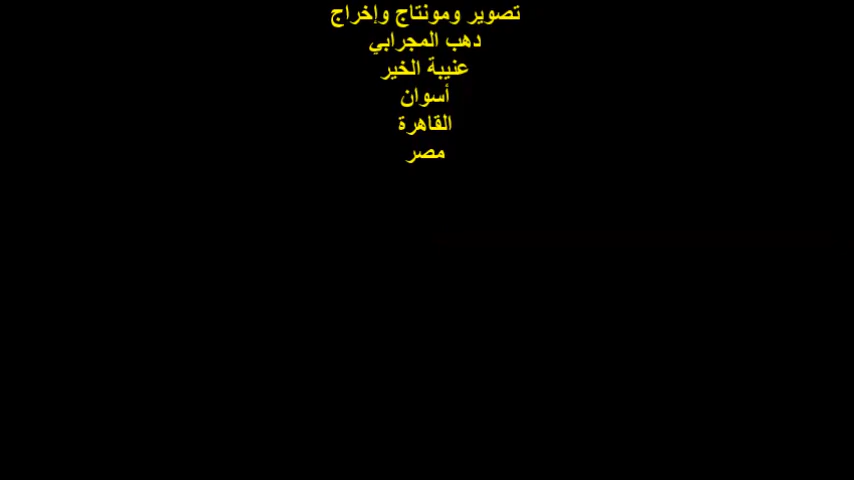 تصوير ومونتاج وإخراج
دهب المجرابي
عنيبة الخير
أسوان
القاهرة
مصر